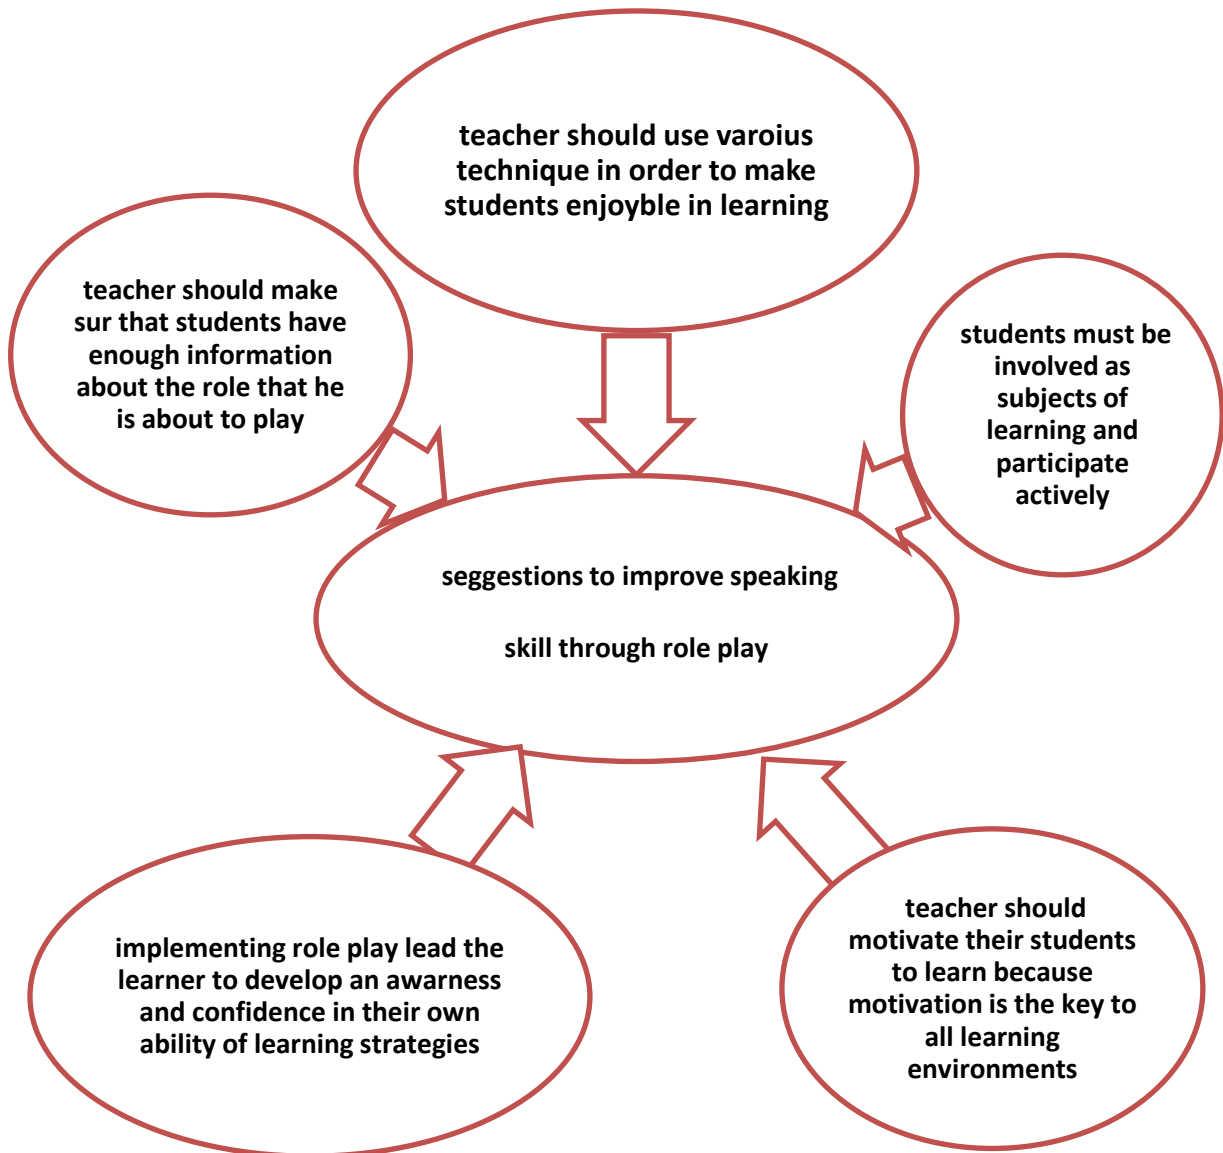 teacher should use varoius
technique in order to make
students enjoyble in learning
teacher should make
sur that students have
enough information
about the role that he
is about to play
students must be
involved as
subjects of
learning and
participate
actively
seggestions to improve speaking
skill through role play
implementing role play lead the
learner to develop an awarness
and confidence in their own
ability of learning strategies
teacher should
motivate their students
to learn because
motivation is the key to
all learning
environments